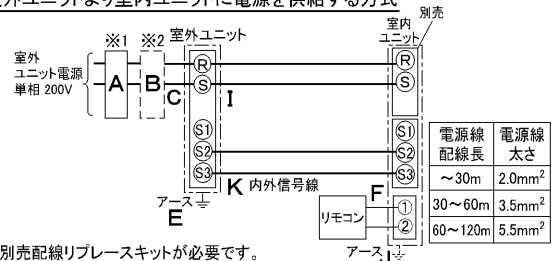 外ユニットより室内ユニットに電源を供給する方式
別売
※1 ※2 室外ユニット
室内
ユニット
室外
ユニット電源
単相 200V
A B
C
R
S
I
R
S
S1
S2
S3
S1
S2
S3
K 内外信号線
アース
E
F
リモコン
①
②
アース
電源線
配線長
電源線
太さ
～30m 2.0mm²
30～60m 3.5mm²
60～120m 5.5mm²
別売配線リプレースキットが必要です。